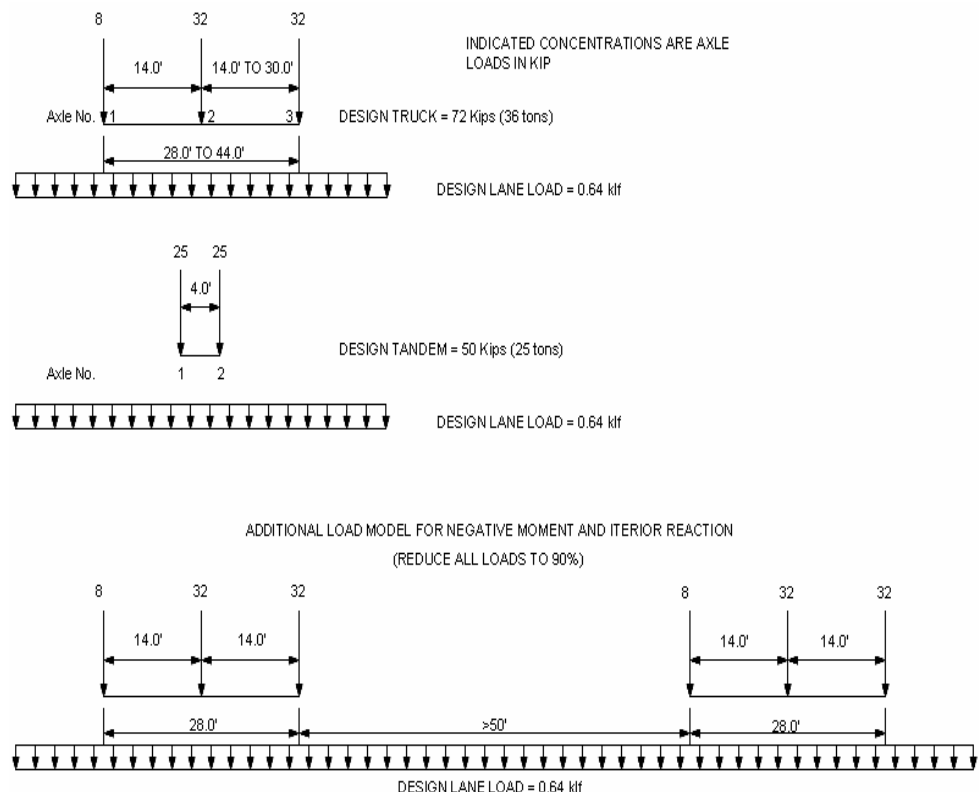 8 32 32
INDICATED CONCENTRATIONS ARE AXLE
LOADS IN KIP
14.0' 14.0' TO 30.0'
Axle No. 1 2 3 DESIGN TRUCK = 72 Kips (36 tons)
28.0' TO 44.0'
DESIGN LANE LOAD = 0.64 klf
25 25
4.0'
DESIGN TANDEM = 50 Kips (25 tons)
Axle No. 1 2
DESIGN LANE LOAD = 0.64 klf
ADDITIONAL LOAD MODEL FOR NEGATIVE MOMENT AND ITERIOR REACTION
(REDUCE ALL LOADS TO 90%)
8 32 32 8 32 32
14.0' 14.0' 14.0' 14.0'
28.0' >50' 28.0'
DESIGN LANE LOAD = 0.64 klf